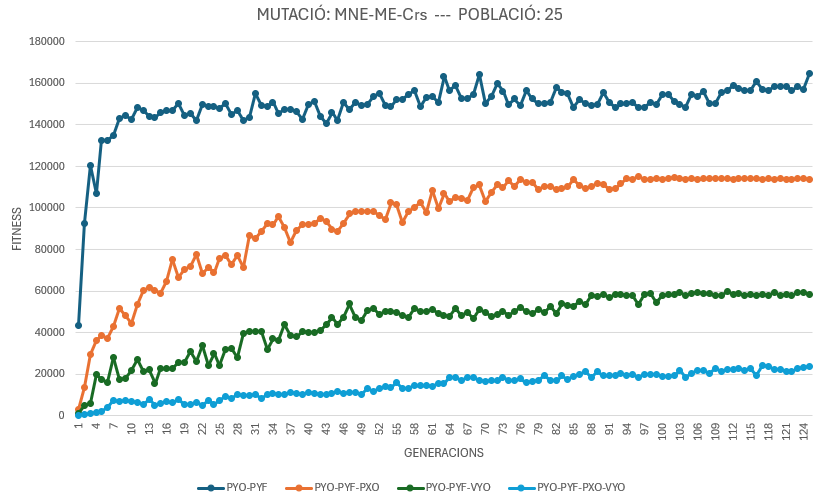 MUTACIÓ: MNE-ME-Crs --- POBLACIÓ: 25
180000
160000
140000
120000
100000
80000
60000
40000
20000
0
FITNESS
1 4 7 10 13 16 19 22 25 28 31 34 37 40 43 46 49 52 55 58 61 64 67 70 73 76 79 82 85 88 91 94 97 100 103 106 109 112 115 118 121 124
GENERACIONS
PYO-PYF PYO-PYF-PXO PYO-PYF-VYO PYO-PYF-PXO-VYO